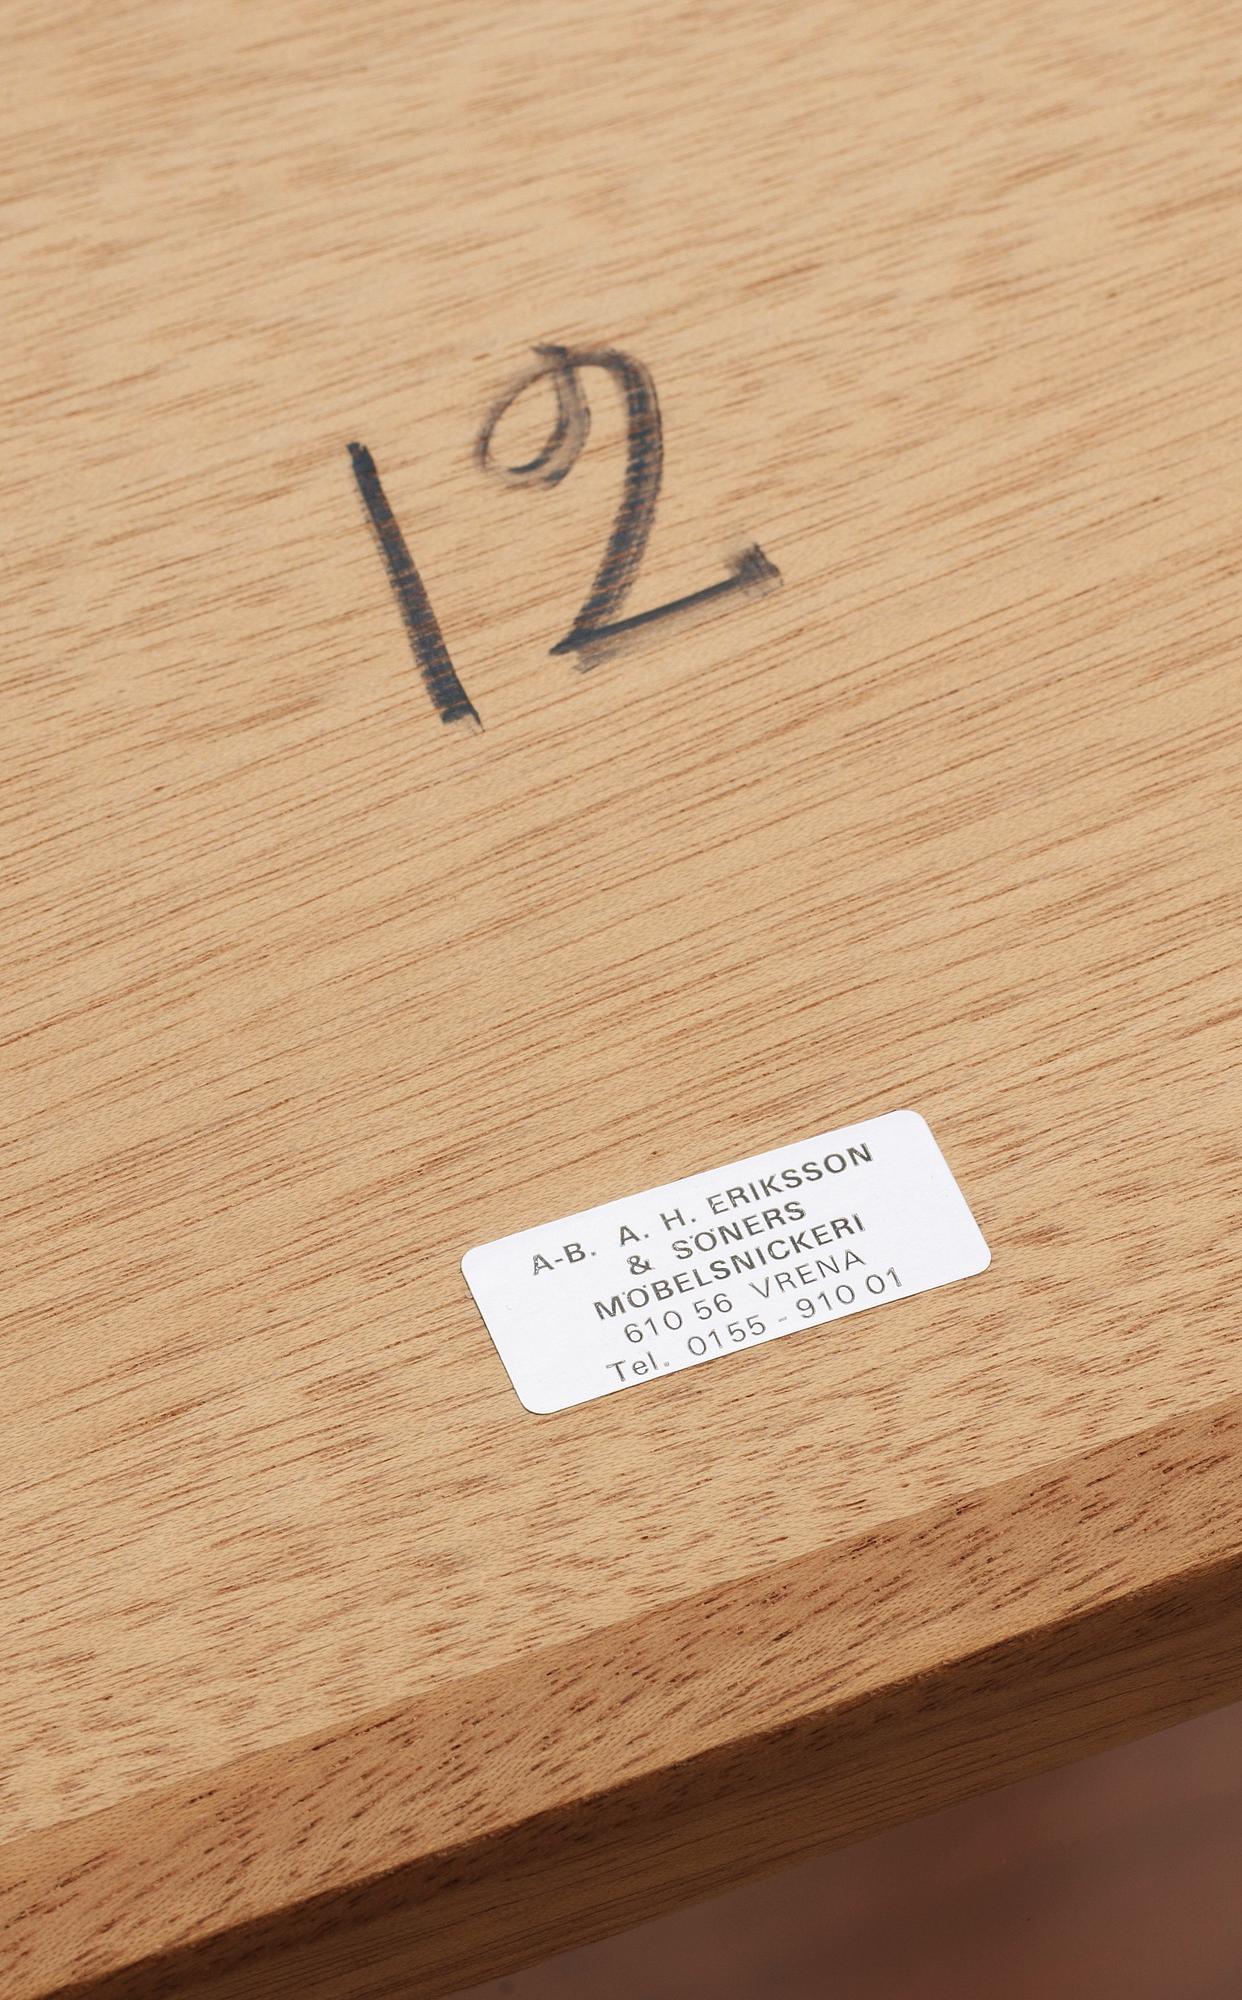 12
A-B. A. H. ERIKSSON
& SÖNERS
MÖBELSNICKERI
610 56 VRENA
Tel. 0155 - 910 01